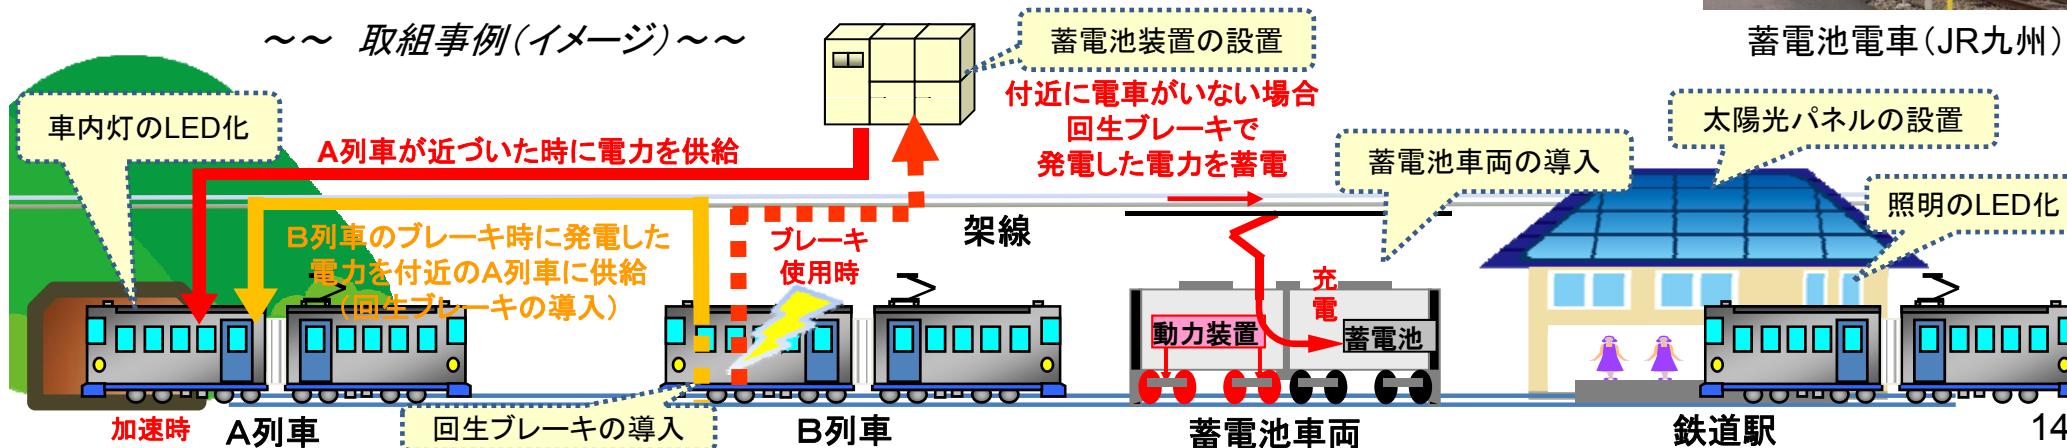 ～～ 取組事例（イメージ）～～
蓄電池装置の設置
蓄電池電車（JR九州）
車内灯のLED化
付近に電車がいない場合
回生ブレーキで
発電した電力を蓄電
太陽光パネルの設置
A列車が近づいた時に電力を供給
蓄電池車両の導入
照明のLED化
B列車のブレーキ時に発電した
電力を付近のA列車に供給
（回生ブレーキの導入）
ブレーキ
使用時
架線
充
電
動力装置
蓄電池
加速時
A列車
回生ブレーキの導入
B列車
蓄電池車両
鉄道駅
14